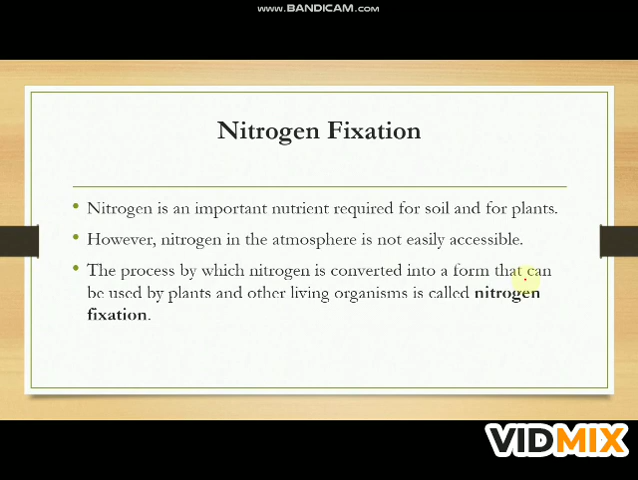 WWW.BANDICAM.COM
Nitrogen Fixation
• Nitrogen is an important nutrient required for soil and for plants.
• However, nitrogen in the atmosphere is not easily accessible.
• The process by which nitrogen is converted into a form that can
be used by plants and other living organisms is called nitrogen
fixation.
VIDMIX